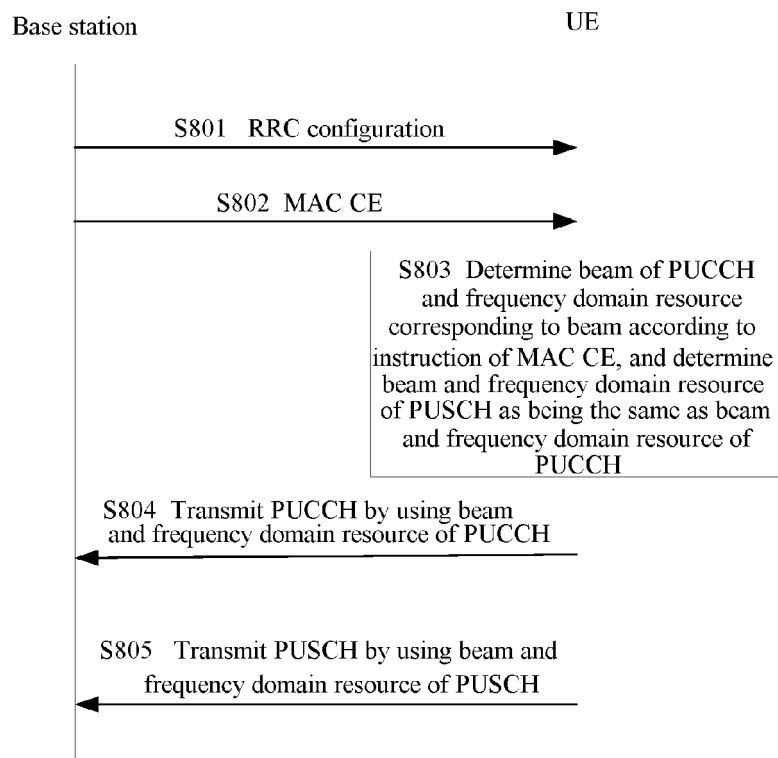 Base station
UE
S801 RRC configuration
S802 MAC CE
S803 Determine beam of PUCCH
and frequency domain resource
corresponding to beam according to
instruction of MAC CE, and determine
beam and frequency domain resource
of PUSCH as being the same as beam
and frequency domain resource of
PUCCH
S804 Transmit PUCCH by using beam
and frequency domain resource of PUCCH
S805 Transmit PUSCH by using beam and
frequency domain resource of PUSCH